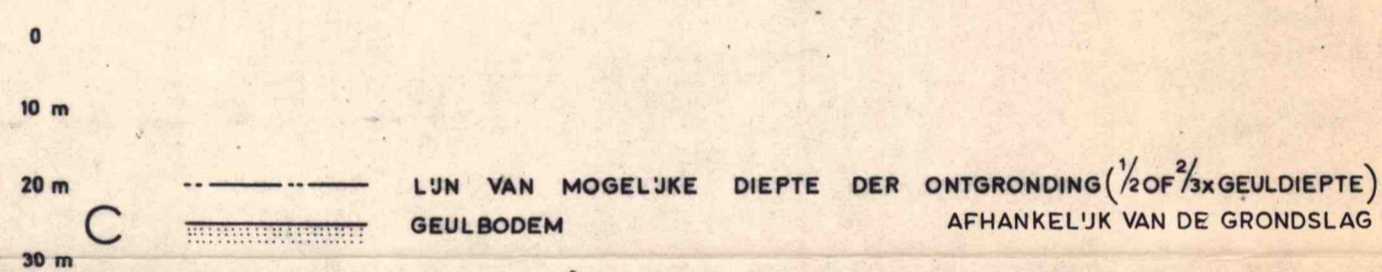 0
10 m
20 m LIJN VAN MOGELIJKE DIEPTE DER ONTGRONDING (1/2 OF 2/3 x GEULDIEPTE)
C GEULBODEM AFHANKELIJK VAN DE GRONDSLAG
30 m